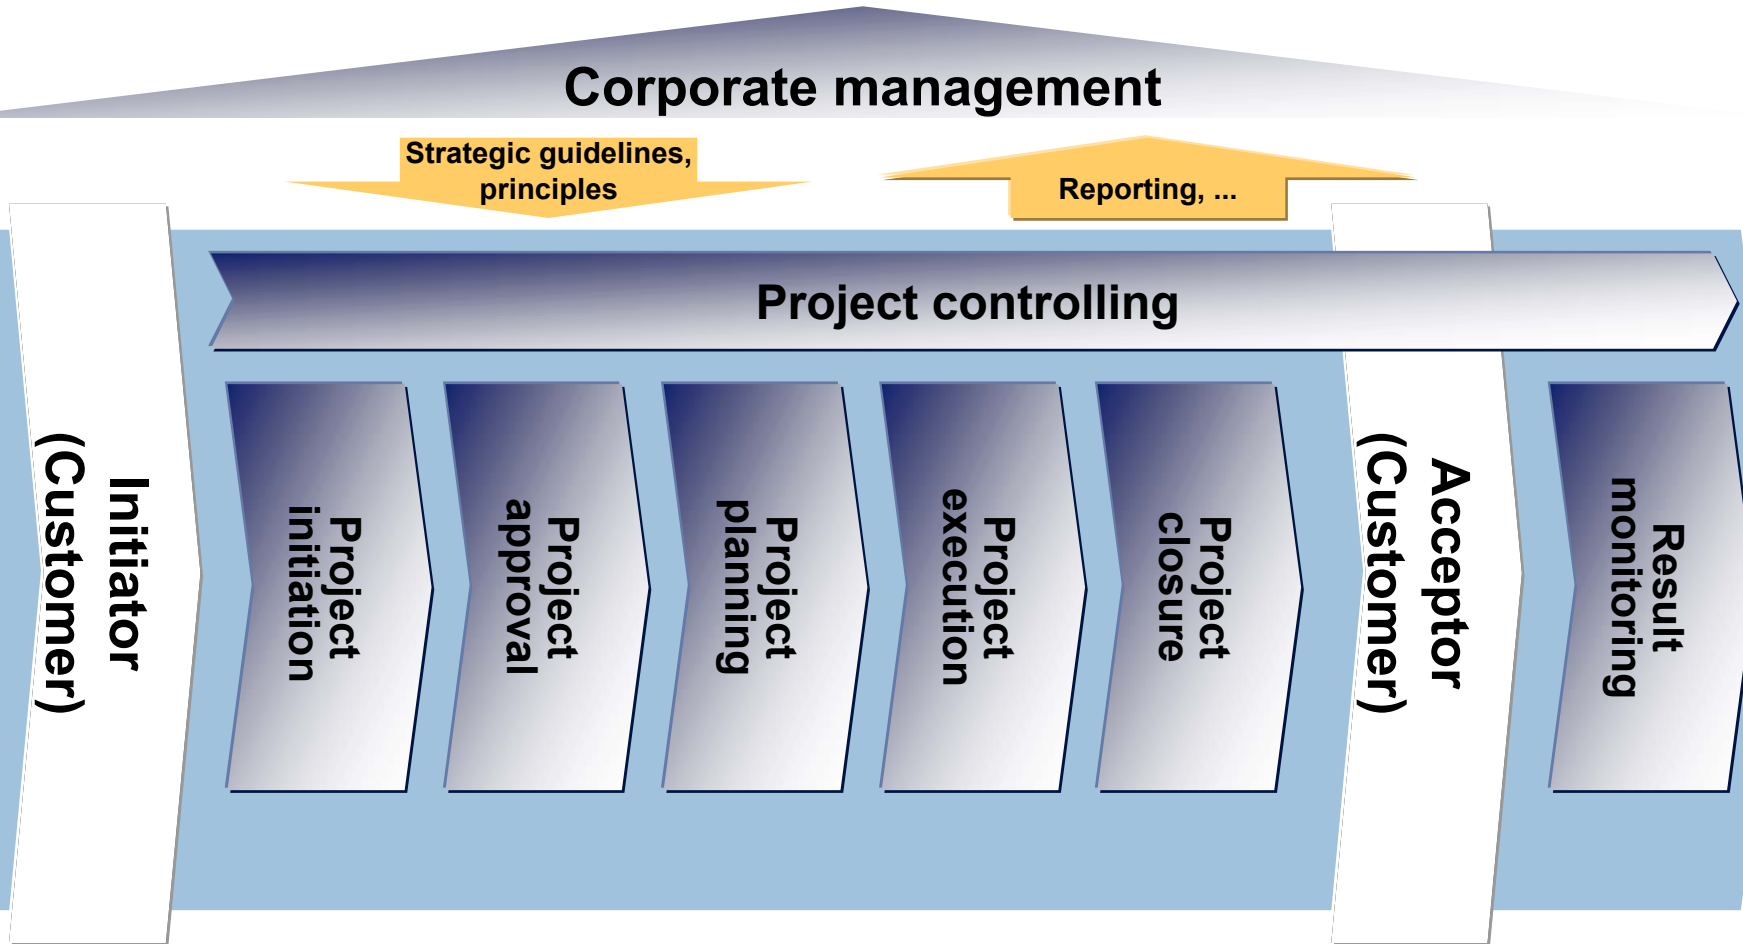 Corporate management
Strategic guidelines,
principles
Reporting, ...
Project controlling
Initiator
(Customer)
Project
initiation
Project
approval
Project
planning
Project
execution
Project
closure
Acceptor
(Customer)
Result
monitoring